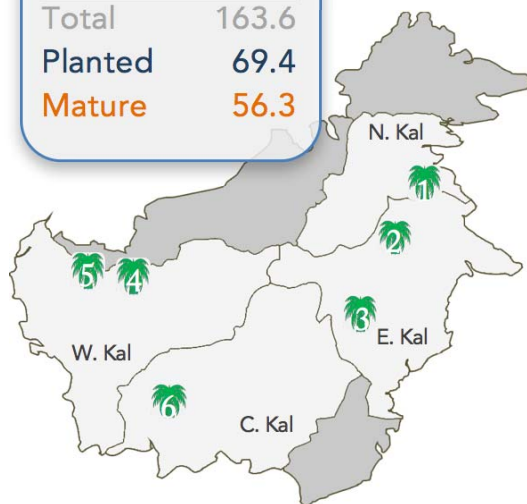 Total 163.6
Planted 69.4
Mature 56.3
N. Kal
1
2
5
4
3
E. Kal
W. Kal
6
C. Kal